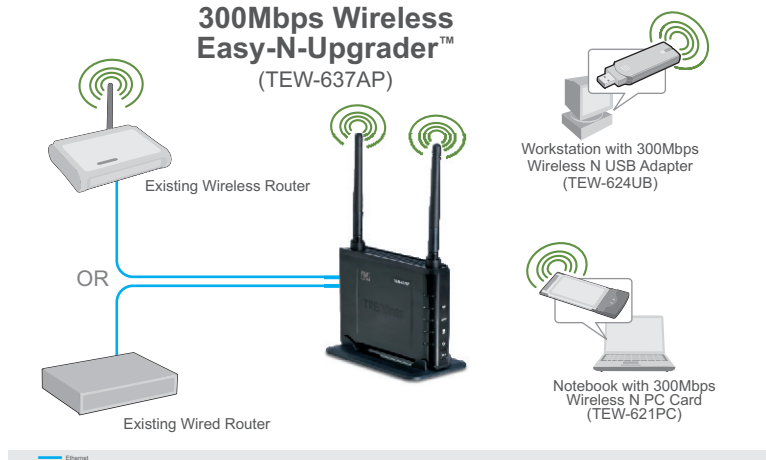 300Mbps Wireless
Easy-N-Upgrader™
(TEW-637AP)
Existing Wireless Router
OR
Existing Wired Router
TRENDNET
Workstation with 300Mbps
Wireless N USB Adapter
(TEW-624UB)
Notebook with 300Mbps
Wireless N PC Card
(TEW-621PC)
Ethernet